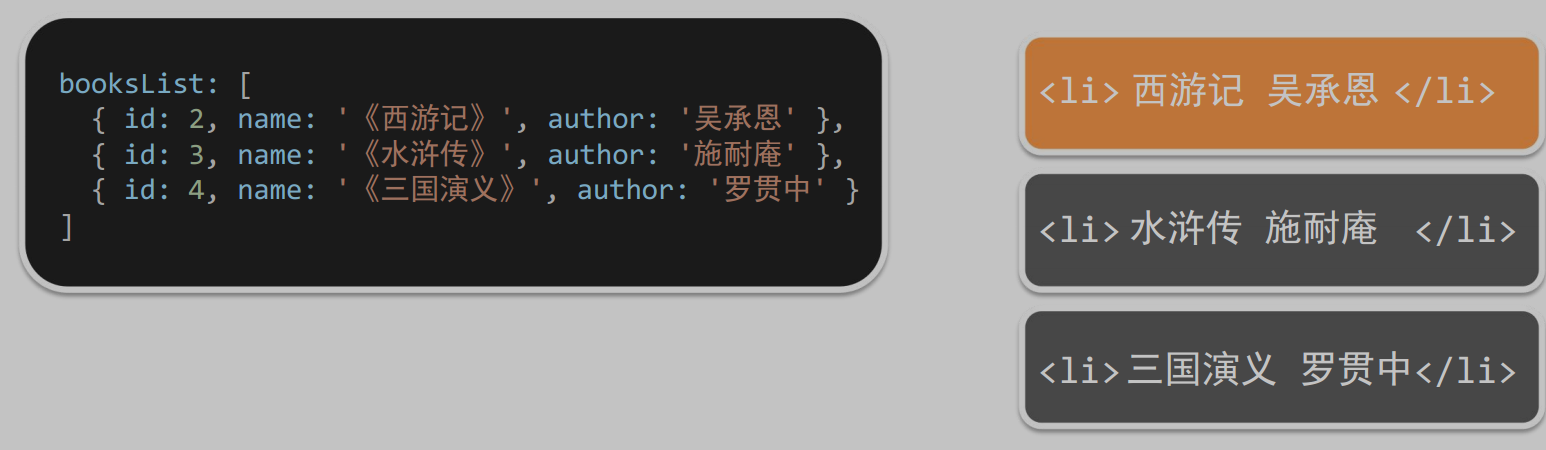 booksList: [
{ id: 2, name: '《西游记》', author: '吴承恩' },
{ id: 3, name: '《水浒传》', author: '施耐庵' },
{ id: 4, name: '《三国演义》', author: '罗贯中' }
]
<li> 西游记 吴承恩 </li>
<li> 水浒传 施耐庵 </li>
<li> 三国演义 罗贯中</li>